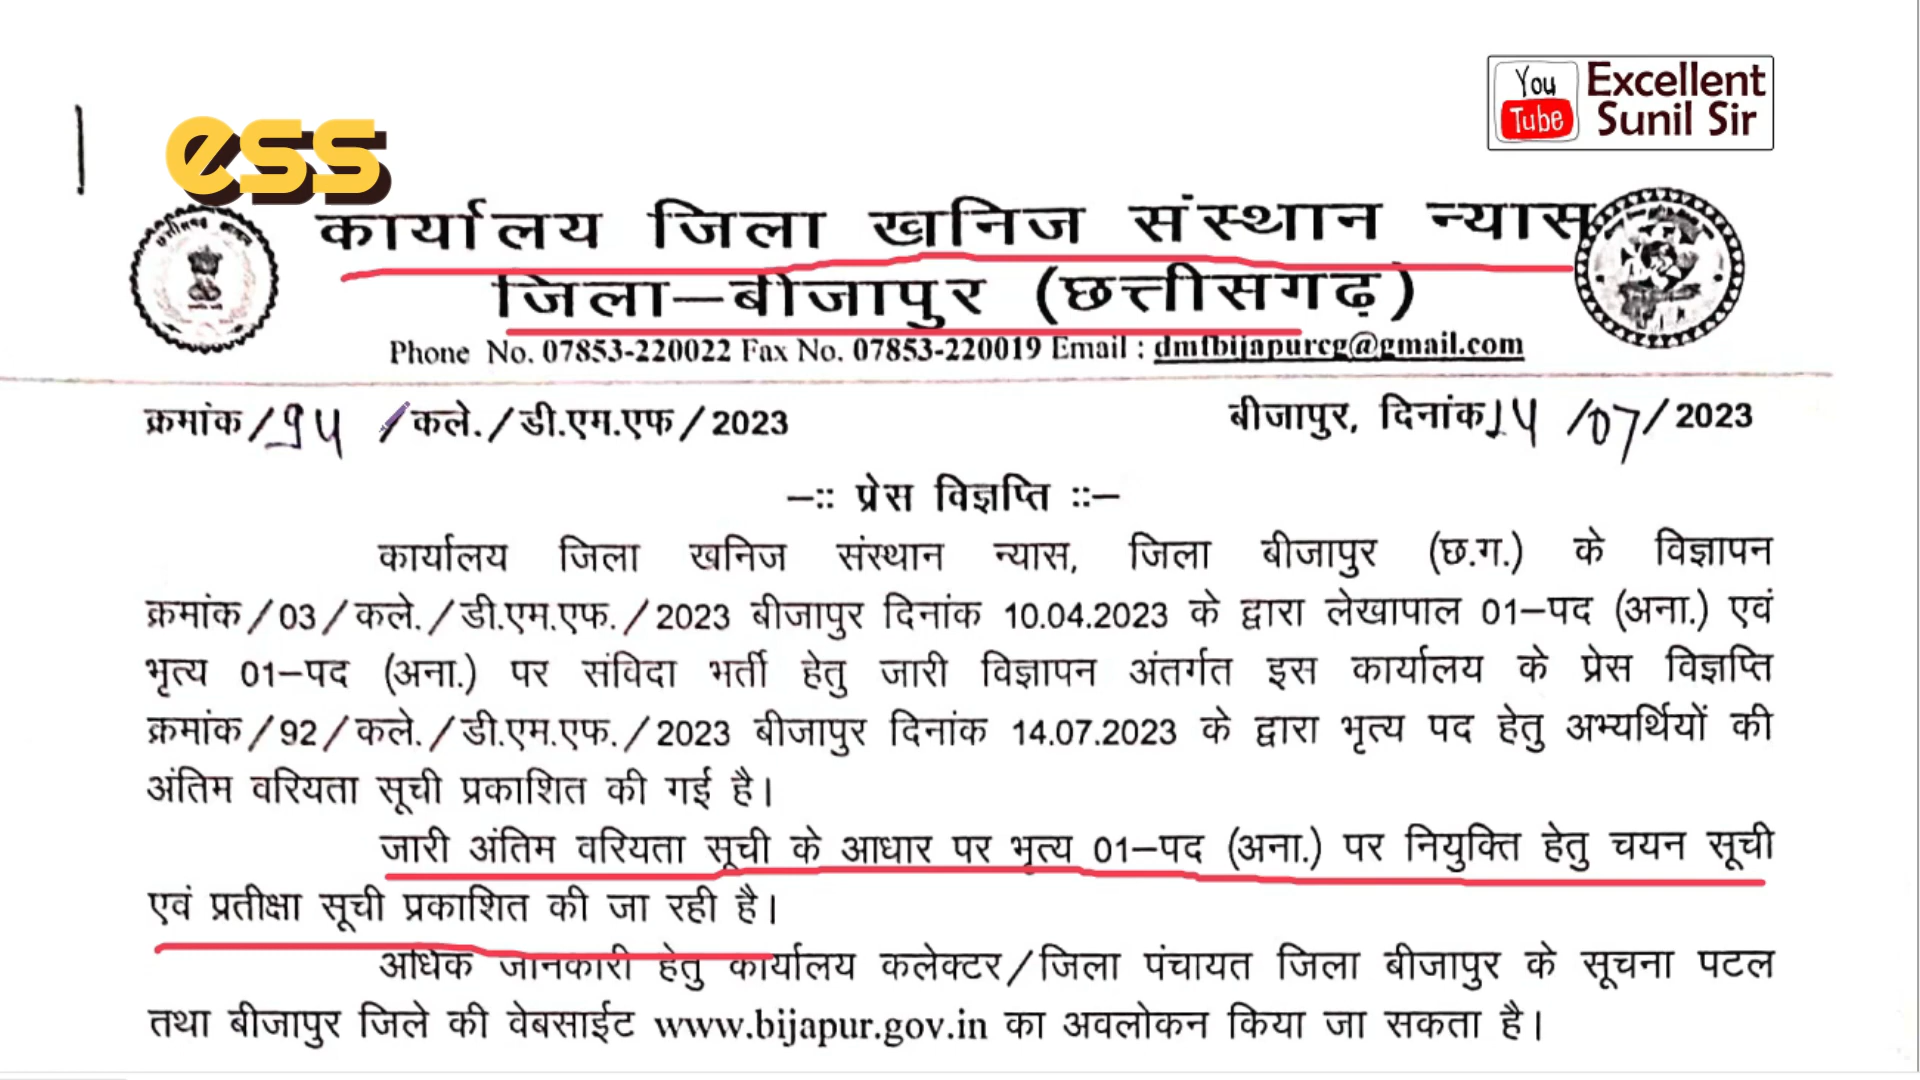 You Tube Excellent Sunil Sir
ess
कार्यालय जिला खनिज संस्थान न्यास
जिला–बीजापुर (छत्तीसगढ़)
Phone No. 07853-220022 Fax No. 07853-220019 Email : dmfbijapurcg@gmail.com
क्रमांक/94 /कले./डी.एम.एफ/2023 बीजापुर, दिनांक 14/07/2023
–:: प्रेस विज्ञप्ति ::–
कार्यालय जिला खनिज संस्थान न्यास, जिला बीजापुर (छ.ग.) के विज्ञापन
क्रमांक/03/कले./डी.एम.एफ./2023 बीजापुर दिनांक 10.04.2023 के द्वारा लेखापाल 01–पद (अना.) एवं
भृत्य 01–पद (अना.) पर संविदा भर्ती हेतु जारी विज्ञापन अंतर्गत इस कार्यालय के प्रेस विज्ञप्ति
क्रमांक/92/कले./डी.एम.एफ./2023 बीजापुर दिनांक 14.07.2023 के द्वारा भृत्य पद हेतु अभ्यर्थियों की
अंतिम वरियता सूची प्रकाशित की गई है।
जारी अंतिम वरियता सूची के आधार पर भृत्य 01–पद (अना.) पर नियुक्ति हेतु चयन सूची
एवं प्रतीक्षा सूची प्रकाशित की जा रही है।
अधिक जानकारी हेतु कार्यालय कलेक्टर/जिला पंचायत जिला बीजापुर के सूचना पटल
तथा बीजापुर जिले की वेबसाईट www.bijapur.gov.in का अवलोकन किया जा सकता है।